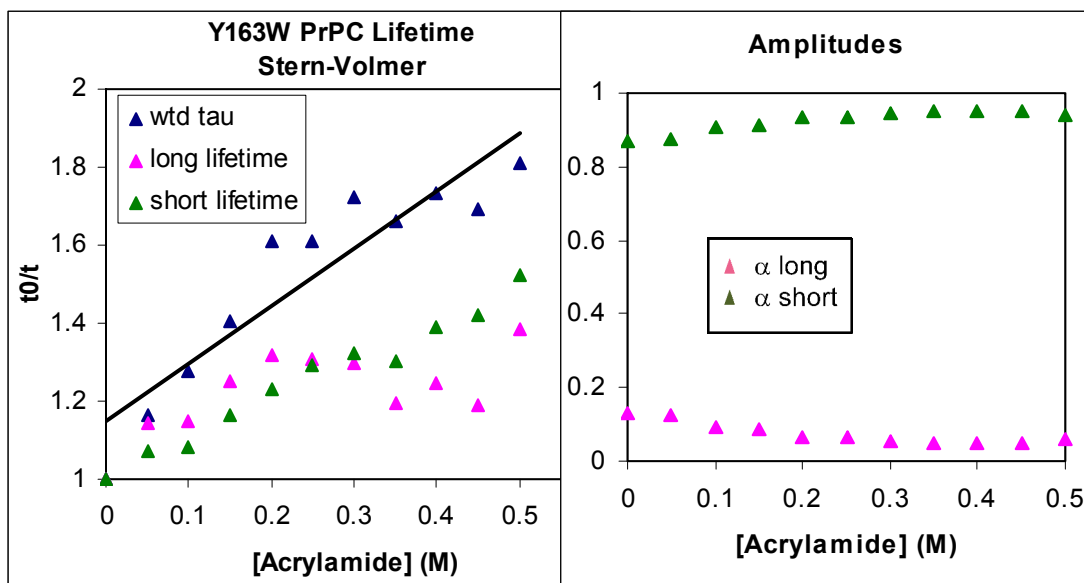 Y163W PrPC Lifetime
Stern-Volmer
2
1.8
1.6
1.4
1.2
1
t0/t
wtd tau
long lifetime
short lifetime
0
0.1
0.2
0.3
0.4
0.5
[Acrylamide] (M)
Amplitudes
1
0.8
0.6
0.4
0.2
0
α long
α short
0
0.1
0.2
0.3
0.4
0.5
[Acrylamide] (M)